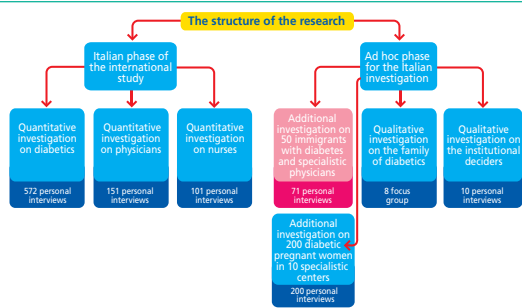 The structure of the research
Italian phase of
the international
study
Ad hoc phase
for the Italian
investigation
Quantitative
investigation
on diabetics
572 personal
interviews
Quantitative
investigation
on physicians
151 personal
interviews
Quantitative
investigation
on nurses
101 personal
interviews
Additional
investigation on
50 immigrants
with diabetes
and specialistic
physicians
71 personal
interviews
Qualitative
investigation
on the family
of diabetics
8 focus
group
Qualitative
investigation on
the institutional
deciders
10 personal
interviews
Additional
investigation on
200 diabetic
pregnant women
in 10 specialistic
centers
200 personal
interviews